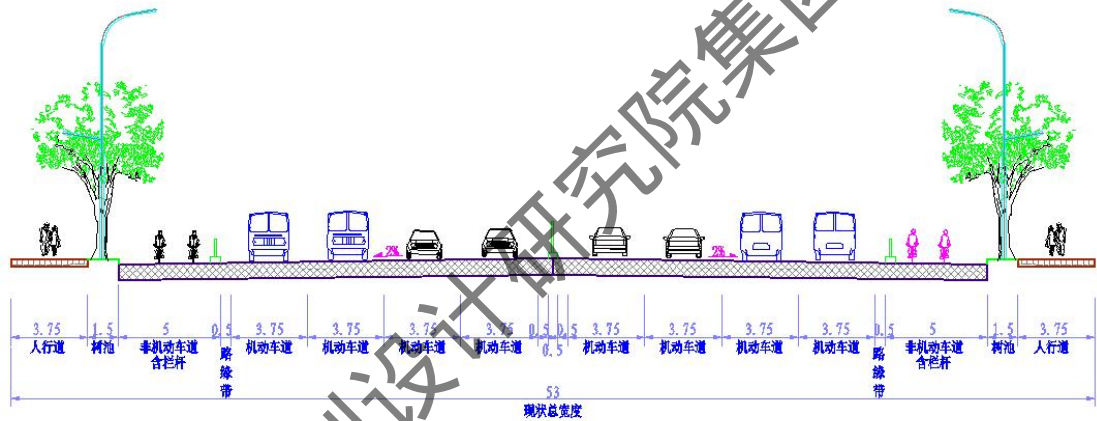 划设计研究院集团
2%
2%
3.75 1.5 5 0.5 3.75 3.75 3.75 3.75 0.5 0.5 3.75 3.75 3.75 3.75 0.5 5 1.5 3.75
0.5
人行道 树池 非机动车道含栏杆 路缘带 机动车道 机动车道 机动车道 机动车道 机动车道 机动车道 机动车道 机动车道 路缘带 非机动车道含栏杆 树池 人行道
53
现状总宽度